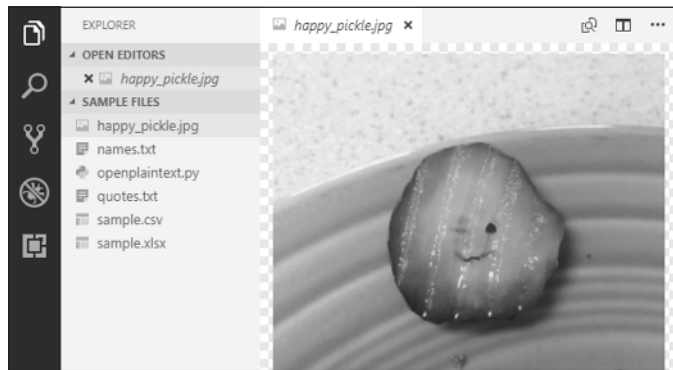 EXPLORER
happy_pickle.jpg
OPEN EDITORS
happy_pickle.jpg
SAMPLE FILES
happy_pickle.jpg
names.txt
openplaintext.py
quotes.txt
sample.csv
sample.xlsx